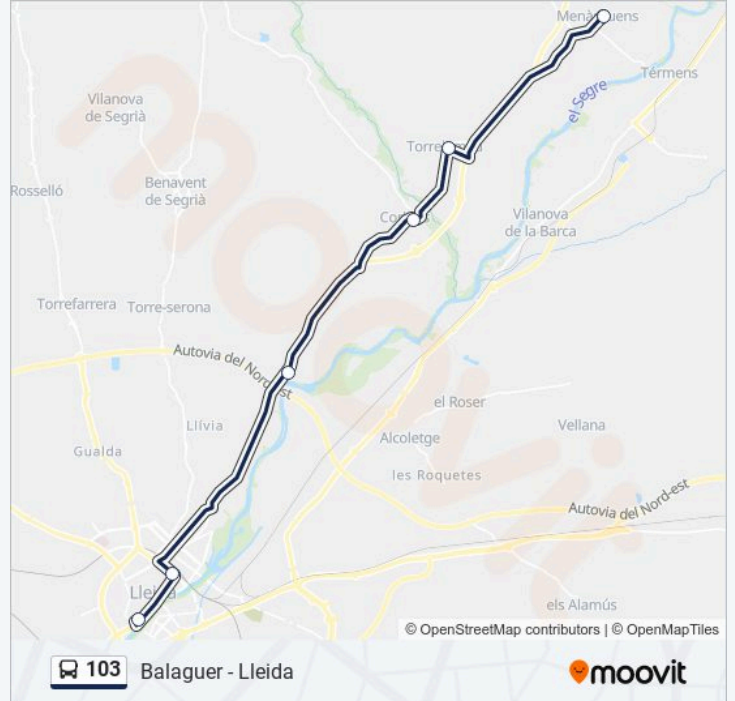 Menàrguens
Térmens
el Segre
Vilanova
de Segrià
Rosselló
Benavent
de Segrià
Vilanova
de la Barca
Torrefarrera
Torre-serona
Autovia del Nord-est
el Roser
Llívia
Gualda
Alcoletge
Vellana
les Roquetes
Autovia del Nord-est
Lleida
els Alamús
© OpenStreetMap contributors | © OpenMapTiles
103 Balaguer - Lleida
moovit
moovit